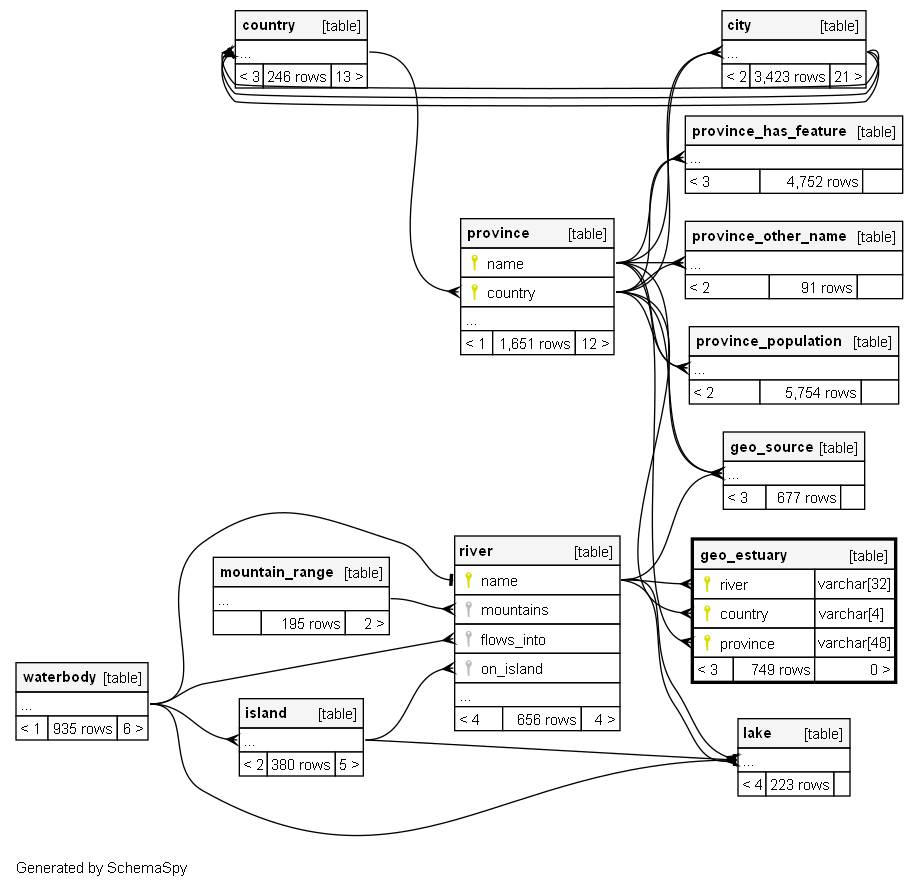 country [table]
...
< 3 246 rows 13 >
city [table]
...
< 2 3,423 rows 21 >
province_has_feature [table]
...
< 3 4,752 rows
province [table]
name
country
...
< 1 1,651 rows 12 >
province_other_name [table]
...
< 2 91 rows
province_population [table]
...
< 2 5,754 rows
geo_source [table]
...
< 3 677 rows
river [table]
name
mountains
flows_into
on_island
...
< 4 656 rows 4 >
geo_estuary [table]
river varchar[32]
country varchar[4]
province varchar[48]
< 3 749 rows 0 >
mountain_range [table]
...
195 rows 2 >
waterbody [table]
...
< 1 935 rows 6 >
island [table]
...
< 2 380 rows 5 >
lake [table]
...
< 4 223 rows
Generated by SchemaSpy